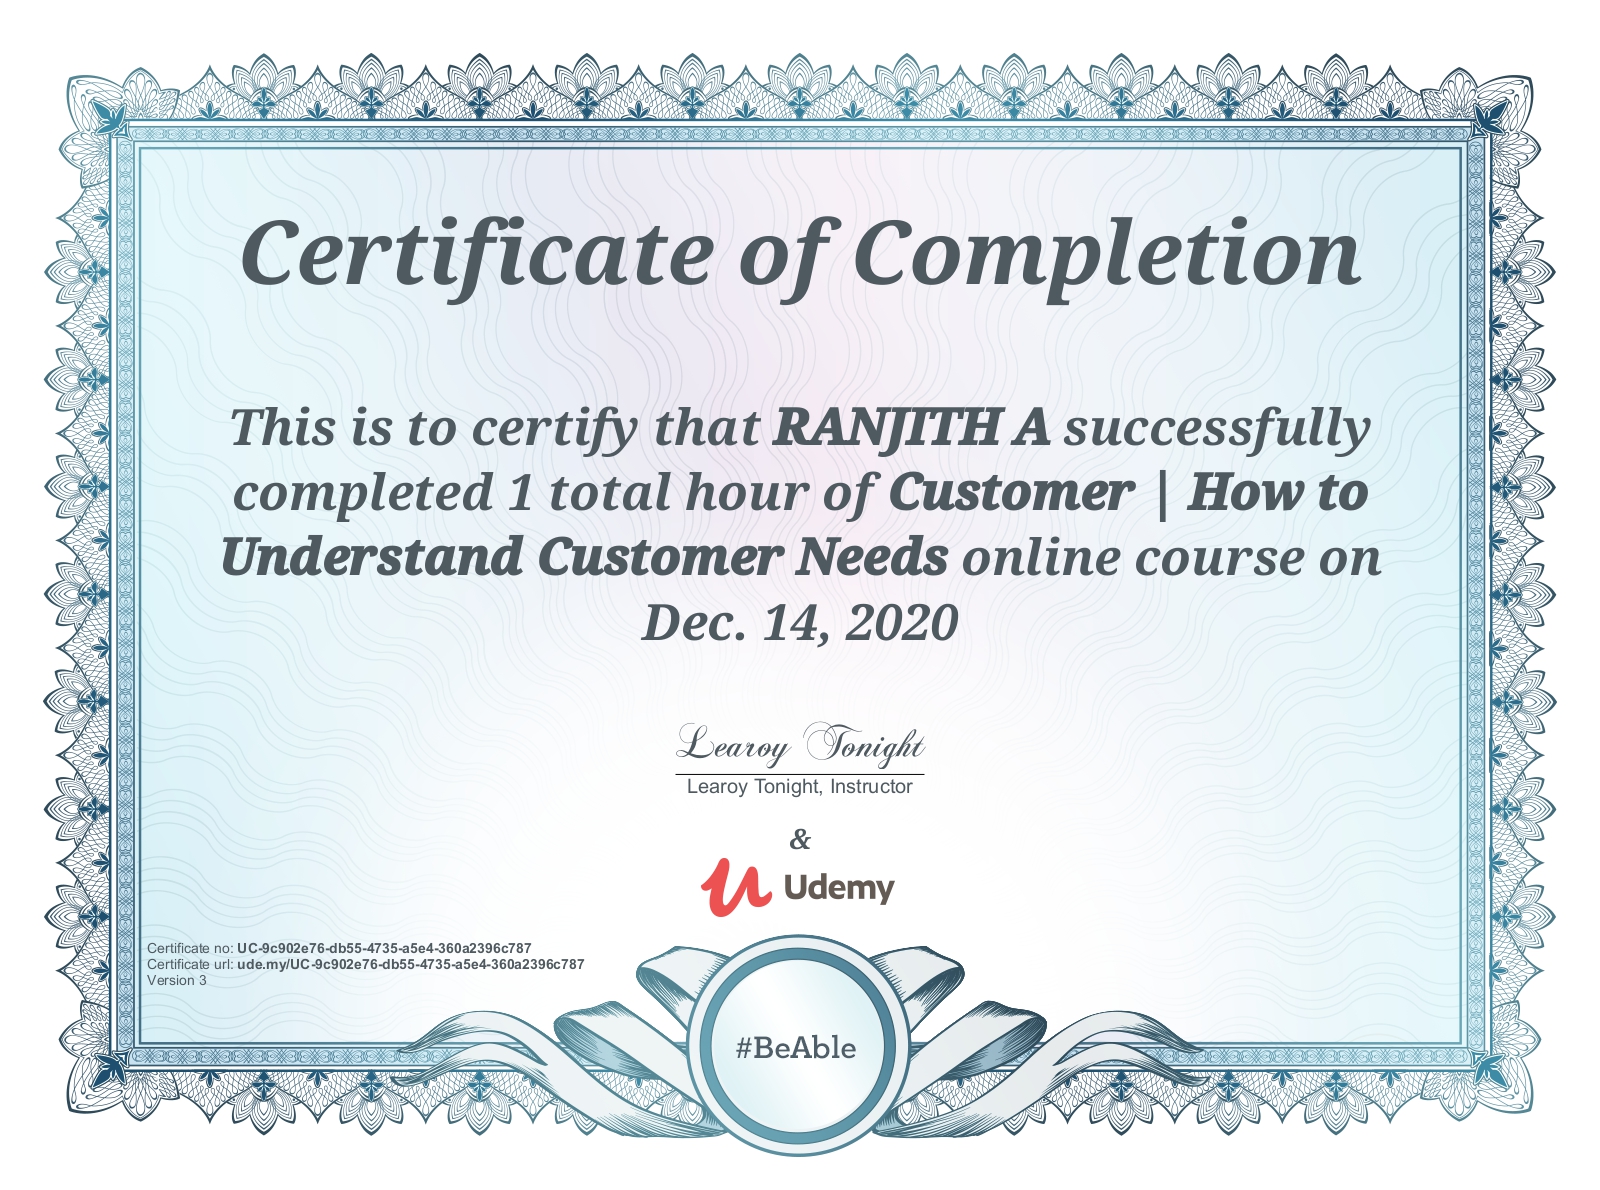 Certificate of Completion
This is to certify that RANJITH A successfully
completed 1 total hour of Customer | How to
Understand Customer Needs online course on
Dec. 14, 2020
Learoy Tonight
Learoy Tonight, Instructor
&
Udemy
Certificate no: UC-9c902e76-db55-4735-a5e4-360a2396c787
Certificate url: ude.my/UC-9c902e76-db55-4735-a5e4-360a2396c787
Version 3
#BeAble